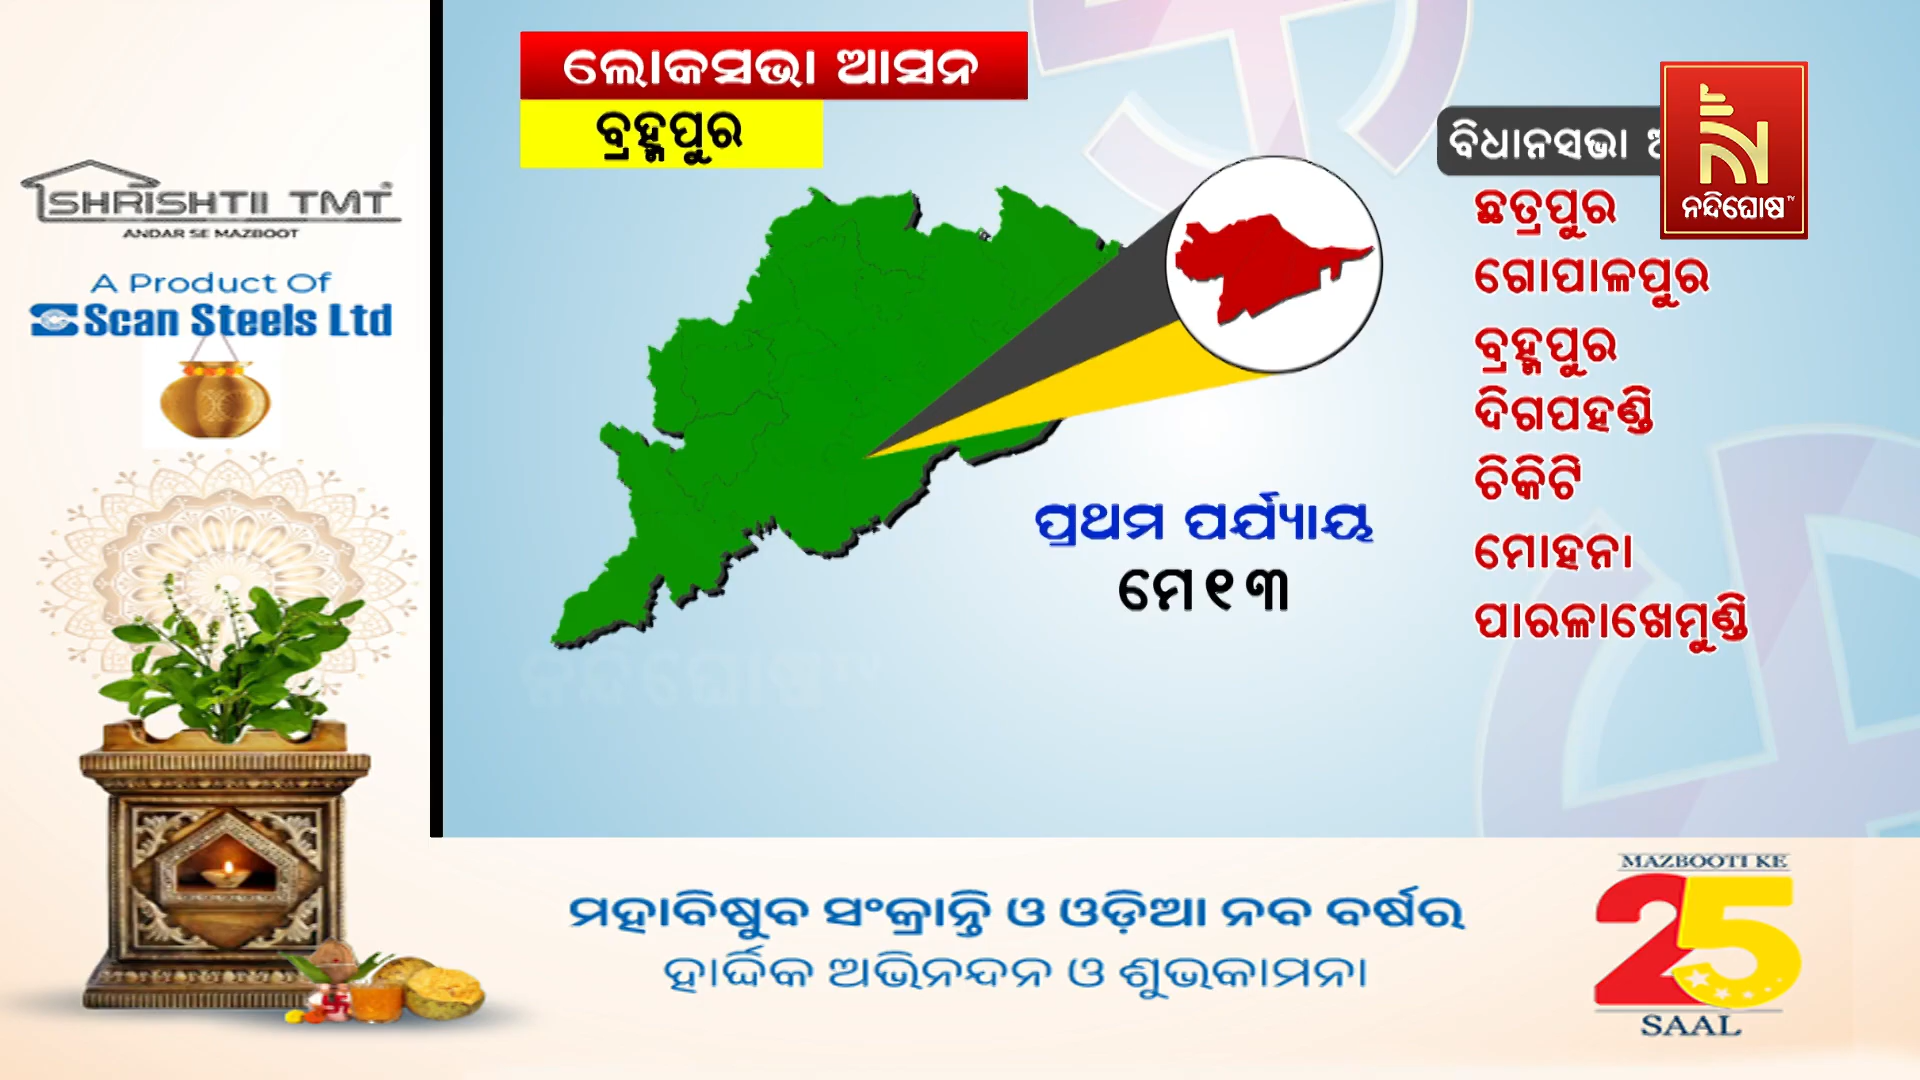 ଲୋକସଭା ଆସନ
ବ୍ରହ୍ମପୁର
ବିଧାନସଭା
ନନ୍ଦିଘୋଷ TV
ଛତ୍ରପୁର
ଗୋପାଳପୁର
ବ୍ରହ୍ମପୁର
ଦିଗପହଣ୍ଡି
ଚିକିଟି
ମୋହନା
ପାରଳାଖେମୁଣ୍ଡି
ପ୍ରଥମ ପର୍ଯ୍ୟାୟ
ମେ ୧୩
SHRISHTII TMT
ANDAR SE MAZBOOT
A Product Of
Scan Steels Ltd
ମହାବିଷୁବ ସଂକ୍ରାନ୍ତି ଓ ଓଡ଼ିଆ ନବ ବର୍ଷର
ହାର୍ଦ୍ଦିକ ଅଭିନନ୍ଦନ ଓ ଶୁଭକାମନା
MAZBOOTI KE
25
SAAL